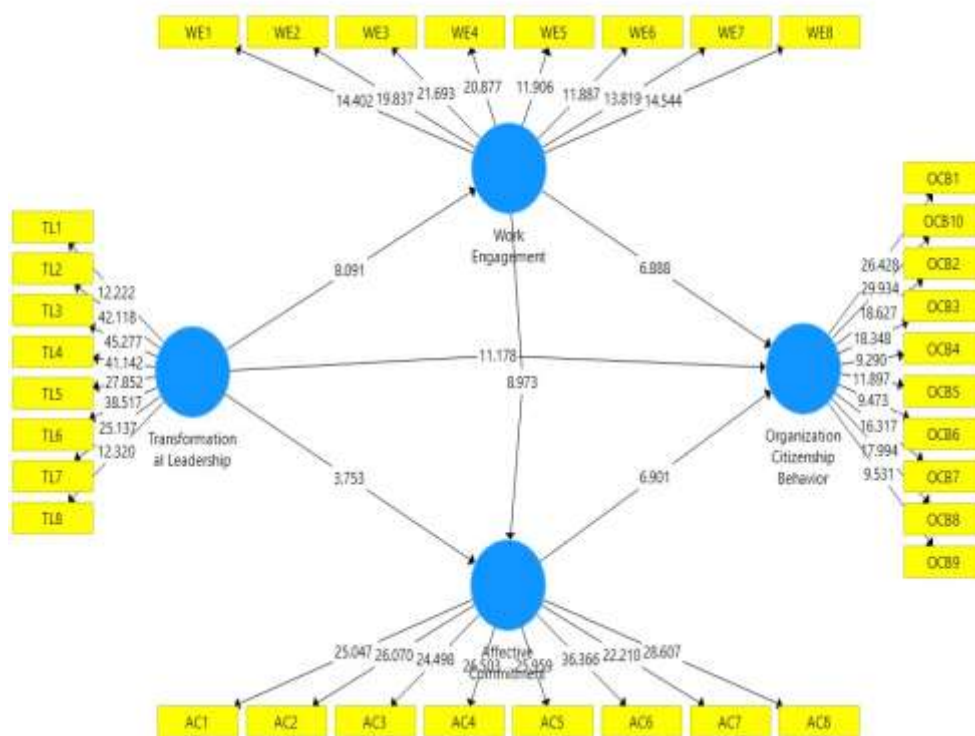 WE1 WE2 WE3 WE4 WE5 WE6 WE7 WE8
14.402 19.837 21.693 20.877 11.906 11.887 13.819 14.544
Work
Engagement
TL1
TL2
TL3
TL4
TL5
TL6
TL7
TL8
12.222
42.118
45.277
41.142
27.852
38.517
25.137
12.320
Transformation
al Leadership
8.091
6.888
11.178
8.973
3.753
6.901
OCB1
OCB10
OCB2
OCB3
OCB4
OCB5
OCB6
OCB7
OCB8
OCB9
26.428
29.934
18.627
18.348
9.290
11.897
9.473
16.317
17.994
9.531
Organization
Citizenship
Behavior
Affective
Commitment
25.047 26.070 24.498 26.503 25.959 36.366 22.210 28.607
AC1 AC2 AC3 AC4 AC5 AC6 AC7 AC8